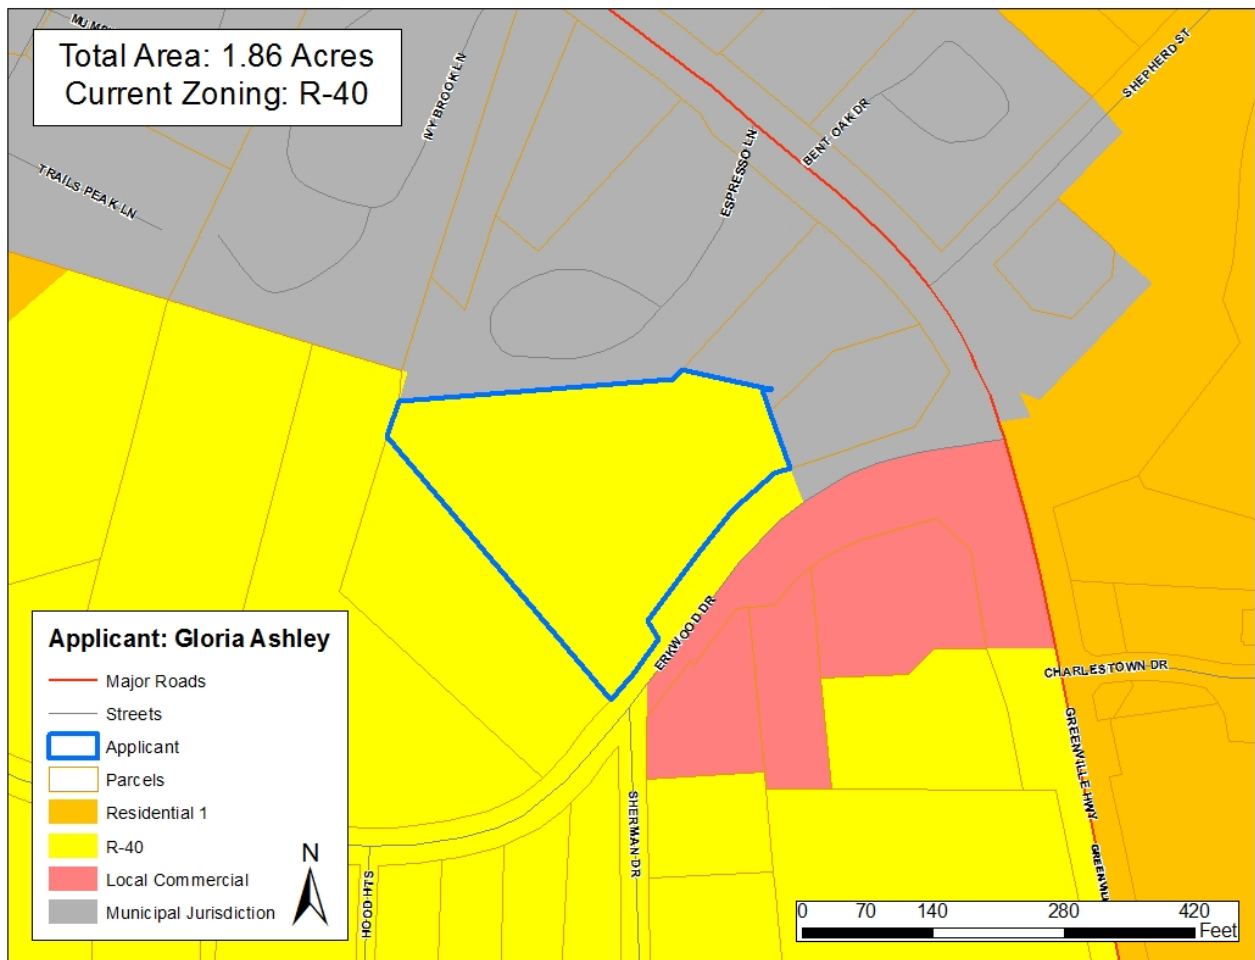 Total Area: 1.86 Acres
Current Zoning: R-40
IVY BROOK LN
TRAILS PEAK LN
ESPRESSO LN
BENT OAK DR
SHEPHERD ST
ERKWOOD DR
CHARLESTOWN DR
GREENVILLE HWY
SHERMAN DR
HOOD HTS
Applicant: Gloria Ashley
Major Roads
Streets
Applicant
Parcels
Residential 1
R-40
Local Commercial
Municipal Jurisdiction
N
0 70 140 280 420
Feet